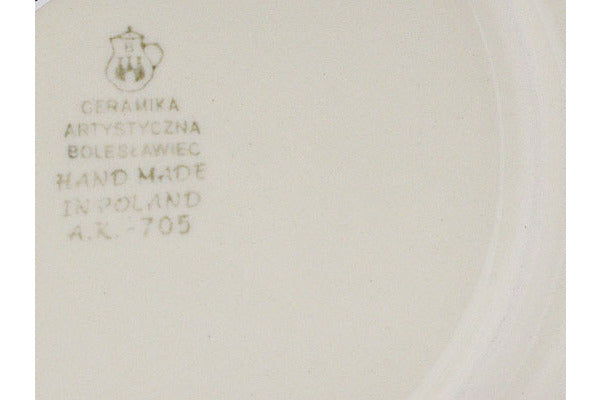 B
CERAMIKA
ARTYSTYCZNA
BOLESŁAWIEC
HAND MADE
IN POLAND
A.K. -705